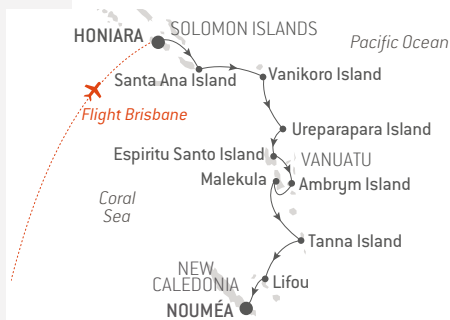 SOLOMON ISLANDS
HONIARA
Pacific Ocean
Santa Ana Island
Vanikoro Island
Flight Brisbane
Ureparapara Island
Espiritu Santo Island
VANUATU
Malekula
Ambrym Island
Coral
Sea
Tanna Island
NEW
CALEDONIA
Lifou
NOUMÉA